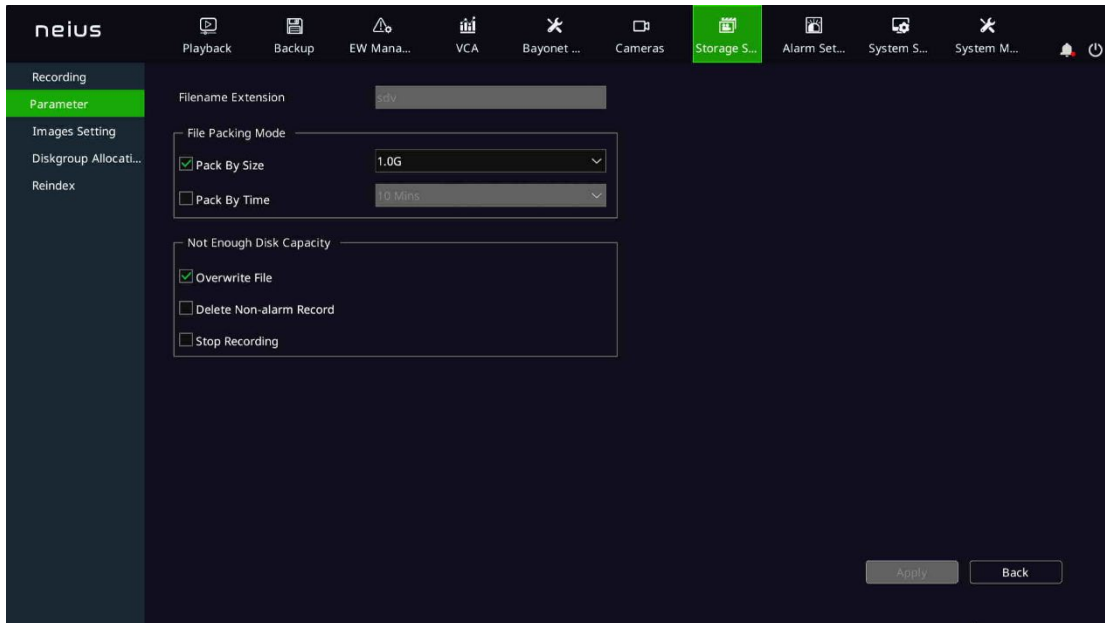 neius
Playback
Backup
EW Mana...
VCA
Bayonet ...
Cameras
Storage S...
Alarm Set...
System S...
System M...
Recording
Parameter
Images Setting
Diskgroup Allocati...
Reindex
Filename Extension
sdv
File Packing Mode
Pack By Size
1.0G
Pack By Time
10 Mins
Not Enough Disk Capacity
Overwrite File
Delete Non-alarm Record
Stop Recording
Apply
Back